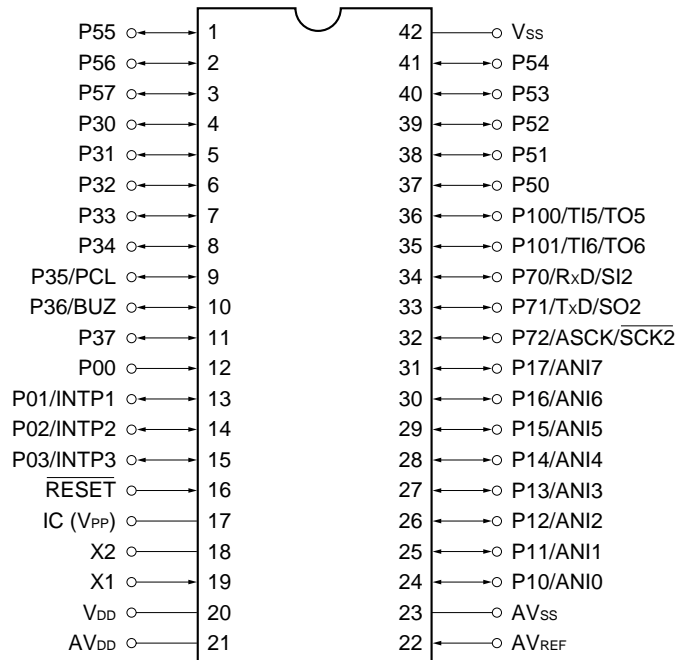 P55 1 42 VSS
P56 2 41 P54
P57 3 40 P53
P30 4 39 P52
P31 5 38 P51
P32 6 37 P50
P33 7 36 P100/TI5/TO5
P34 8 35 P101/TI6/TO6
P35/PCL 9 34 P70/RxD/SI2
P36/BUZ 10 33 P71/TxD/SO2
P37 11 32 P72/ASCK/SCK2
P00 12 31 P17/ANI7
P01/INTP1 13 30 P16/ANI6
P02/INTP2 14 29 P15/ANI5
P03/INTP3 15 28 P14/ANI4
RESET 16 27 P13/ANI3
IC (VPP) 17 26 P12/ANI2
X2 18 25 P11/ANI1
X1 19 24 P10/ANI0
VDD 20 23 AVSS
AVDD 21 22 AVREF